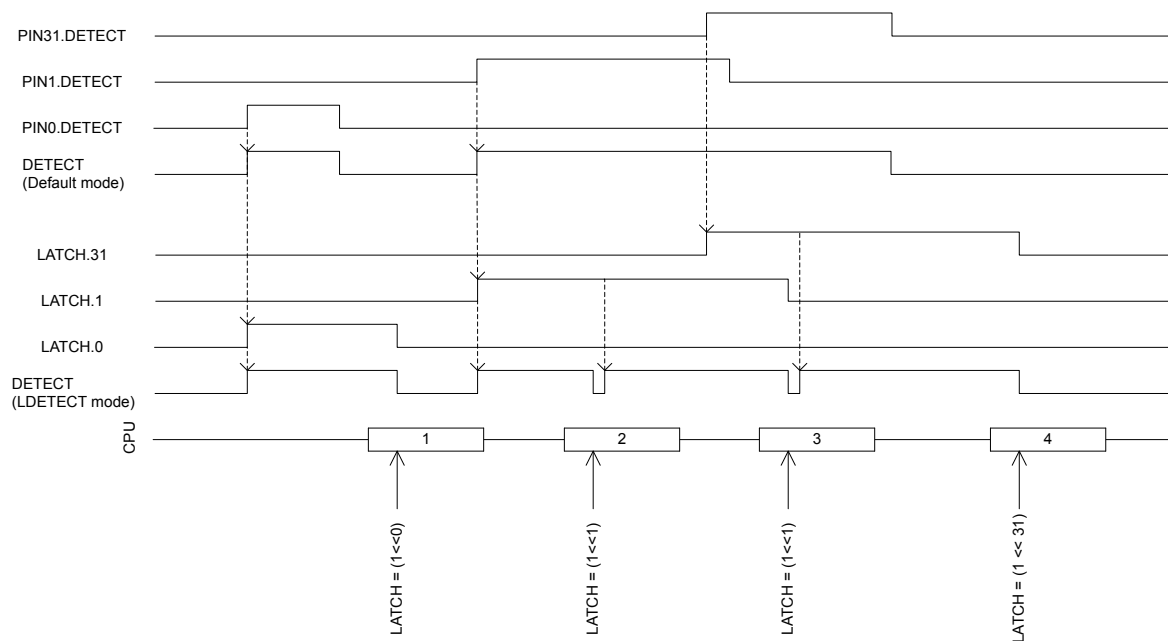 PIN31.DETECT
PIN1.DETECT
PIN0.DETECT
DETECT
(Default mode)
LATCH.31
LATCH.1
LATCH.0
DETECT
(LDETECT mode)
CPU
1
2
3
4
LATCH = (1<<0)
LATCH = (1<<1)
LATCH = (1<<1)
LATCH = (1 << 31)